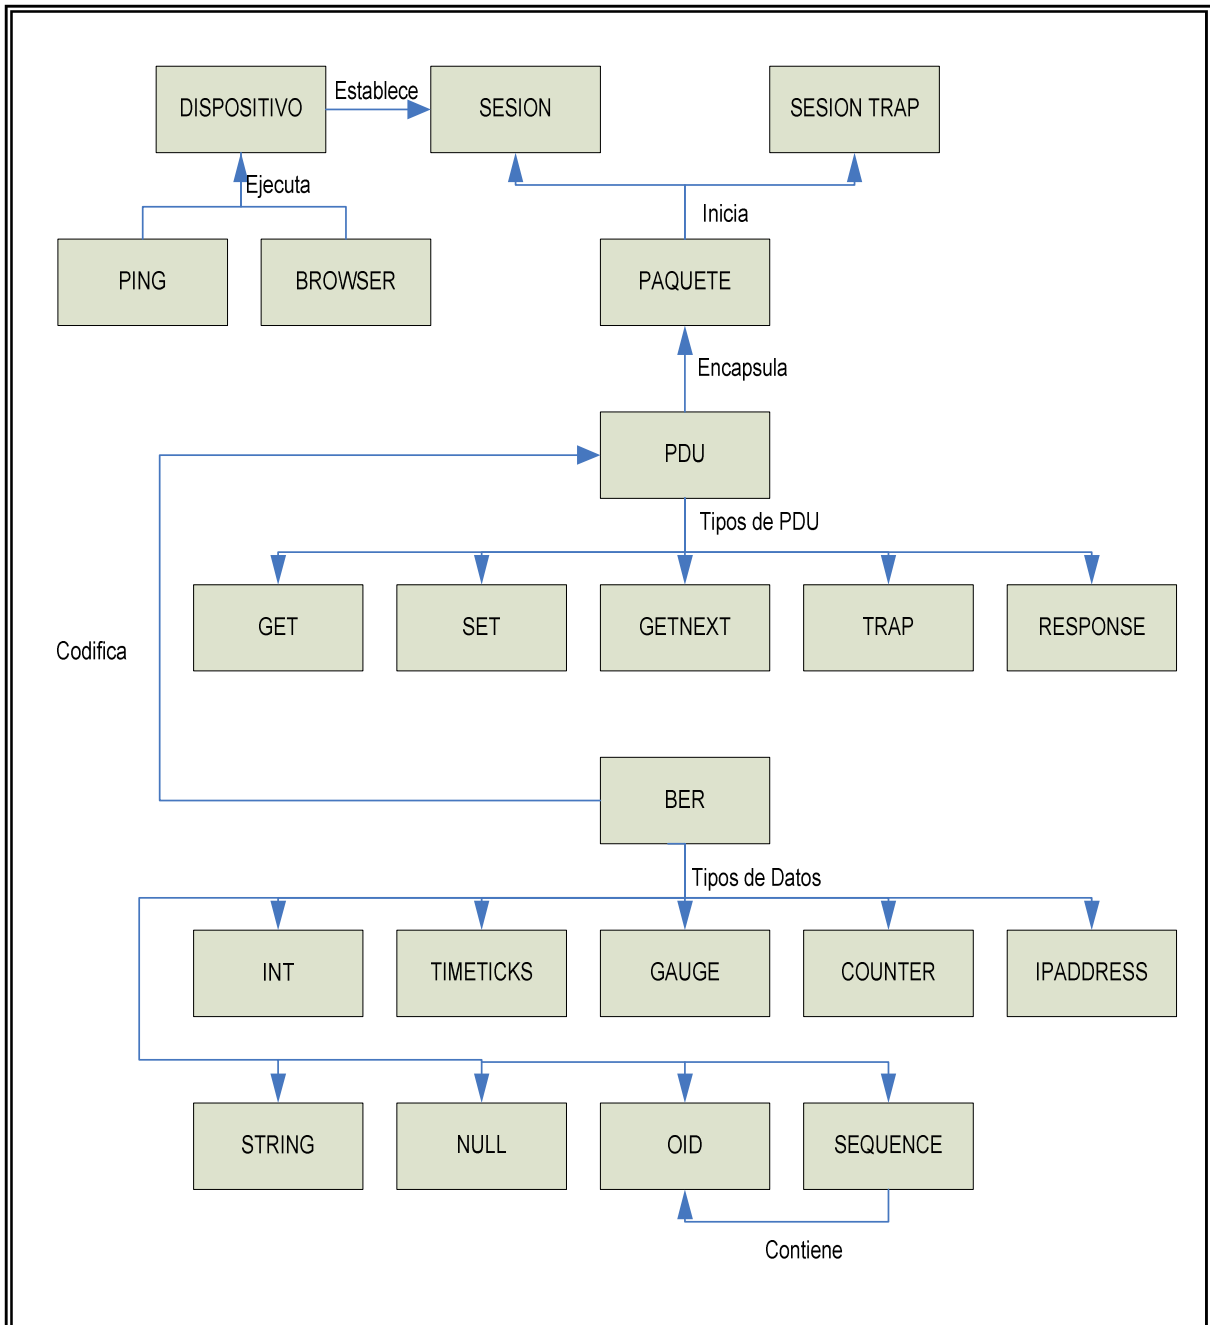 DISPOSITIVO
Establece
SESION
SESION TRAP
Ejecuta
Inicia
PING
BROWSER
PAQUETE
Encapsula
PDU
Tipos de PDU
GET
SET
GETNEXT
TRAP
RESPONSE
Codifica
BER
Tipos de Datos
INT
TIMETICKS
GAUGE
COUNTER
IPADDRESS
STRING
NULL
OID
SEQUENCE
Contiene